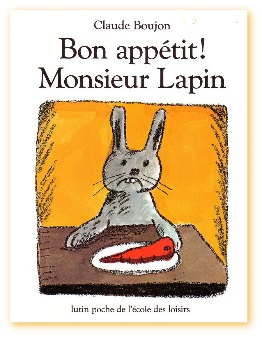 Claude Boujon
Bon appétit!
Monsieur Lapin
lutin poche de l'école des loisirs